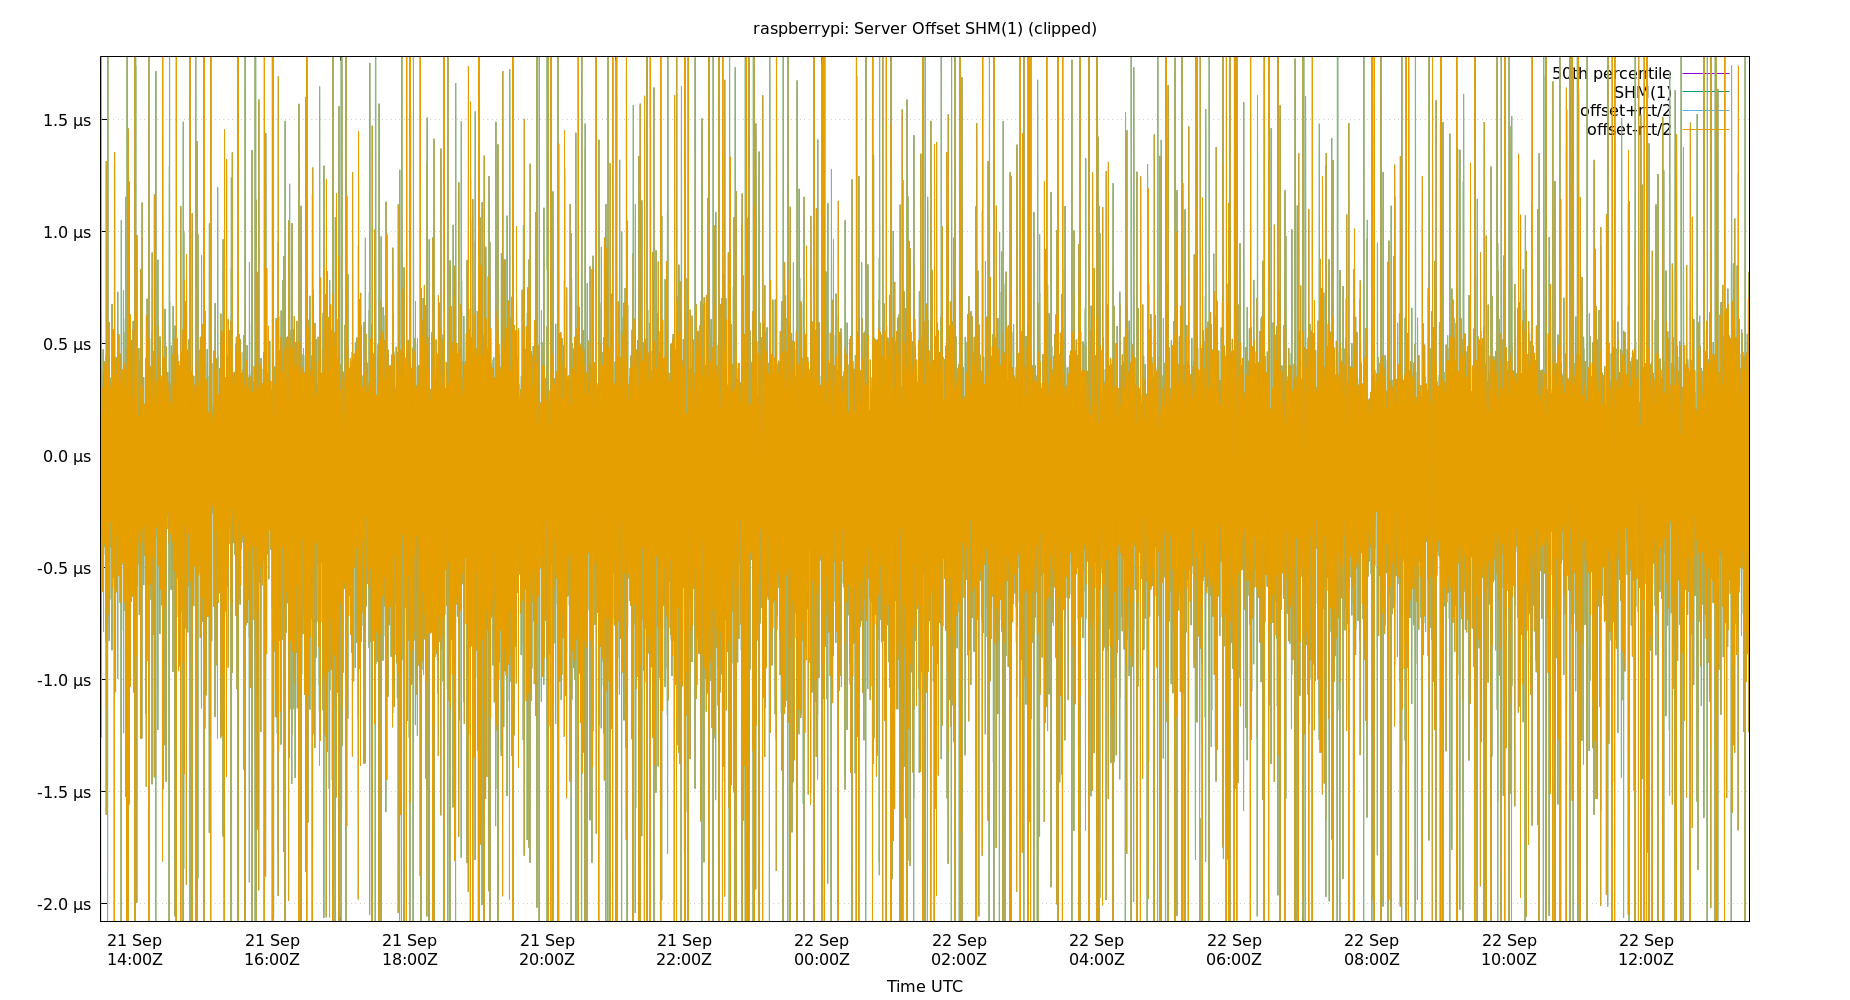 raspberrypi: Server Offset SHM(1) (clipped)
50th percentile
SHM(1)
offset+rtt/2
offset-rtt/2
1.5 µs
1.0 µs
0.5 µs
0.0 µs
-0.5 µs
-1.0 µs
-1.5 µs
-2.0 µs
21 Sep 21 Sep 21 Sep 21 Sep 21 Sep 22 Sep 22 Sep 22 Sep 22 Sep 22 Sep 22 Sep 22 Sep
14:00Z 16:00Z 18:00Z 20:00Z 22:00Z 00:00Z 02:00Z 04:00Z 06:00Z 08:00Z 10:00Z 12:00Z
Time UTC